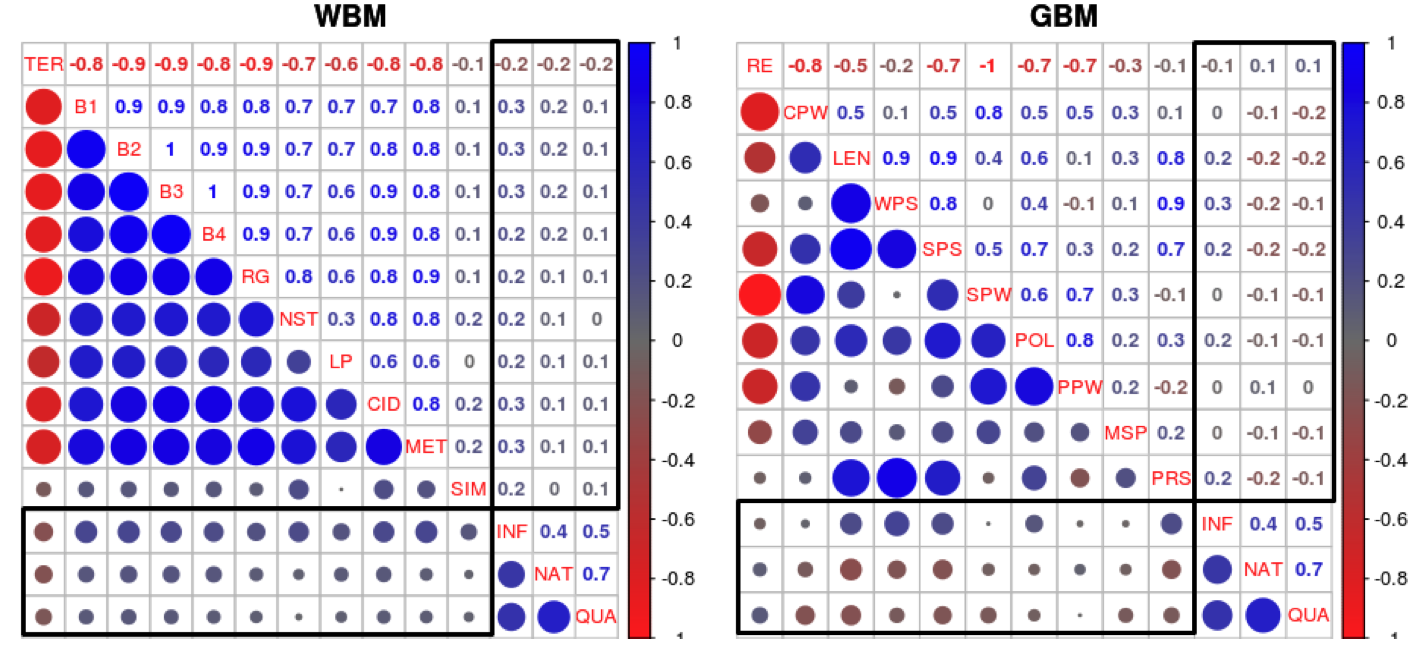 WBM
TER -0.8 -0.9 -0.9 -0.8 -0.9 -0.7 -0.6 -0.8 -0.8 -0.1 -0.2 -0.2 -0.2
B1 0.9 0.9 0.8 0.8 0.7 0.7 0.7 0.8 0.1 0.3 0.2 0.1
B2 1 0.9 0.9 0.7 0.7 0.8 0.8 0.1 0.3 0.2 0.1
B3 1 0.9 0.7 0.6 0.9 0.8 0.1 0.3 0.2 0.1
B4 0.9 0.7 0.6 0.9 0.8 0.1 0.2 0.2 0.1
RG 0.8 0.6 0.8 0.9 0.1 0.2 0.1 0.1
NST 0.3 0.8 0.8 0.2 0.2 0.1 0
LP 0.6 0.6 0 0.2 0.1 0.1
CID 0.8 0.2 0.3 0.1 0.1
MET 0.2 0.3 0.1 0.1
SIM 0.2 0 0.1
INF 0.4 0.5
NAT 0.7
QUA
1
0.8
0.6
0.4
0.2
0
-0.2
-0.4
-0.6
-0.8
1
GBM
RE -0.8 -0.5 -0.2 -0.7 -1 -0.7 -0.7 -0.3 -0.1 -0.1 0.1 0.1
CPW 0.5 0.1 0.5 0.8 0.5 0.5 0.3 0.1 0 -0.1 -0.2
LEN 0.9 0.9 0.4 0.6 0.1 0.3 0.8 0.2 -0.2 -0.2
WPS 0.8 0 0.4 -0.1 0.1 0.9 0.3 -0.2 -0.1
SPS 0.5 0.7 0.3 0.2 0.7 0.2 -0.2 -0.2
SPW 0.6 0.7 0.3 -0.1 0 -0.1 -0.1
POL 0.8 0.2 0.3 0.2 -0.1 -0.1
PPW 0.2 -0.2 0 0.1 0
MSP 0.2 0 -0.1 -0.1
PRS 0.2 -0.2 -0.1
INF 0.4 0.5
NAT 0.7
QUA
1
0.8
0.6
0.4
0.2
0
-0.2
-0.4
-0.6
-0.8
1